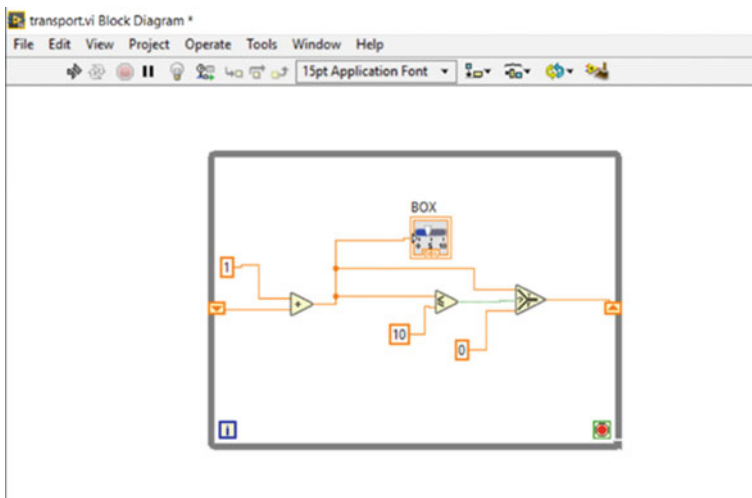 transport.vi Block Diagram *
File Edit View Project Operate Tools Window Help
15pt Application Font
BOX
1
10
0
i